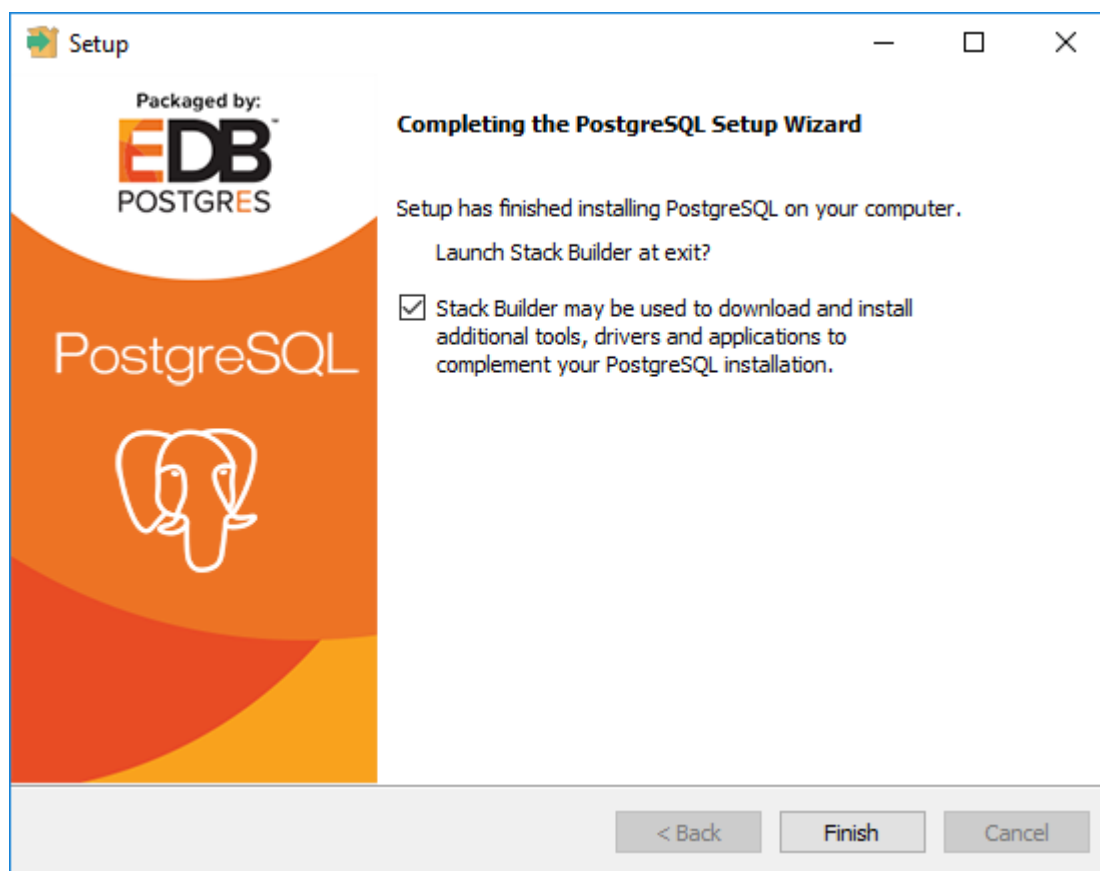 Setup
Packaged by:
EDB™
POSTGRES
PostgreSQL
Completing the PostgreSQL Setup Wizard
Setup has finished installing PostgreSQL on your computer.
Launch Stack Builder at exit?
Stack Builder may be used to download and install
additional tools, drivers and applications to
complement your PostgreSQL installation.
< Back
Finish
Cancel